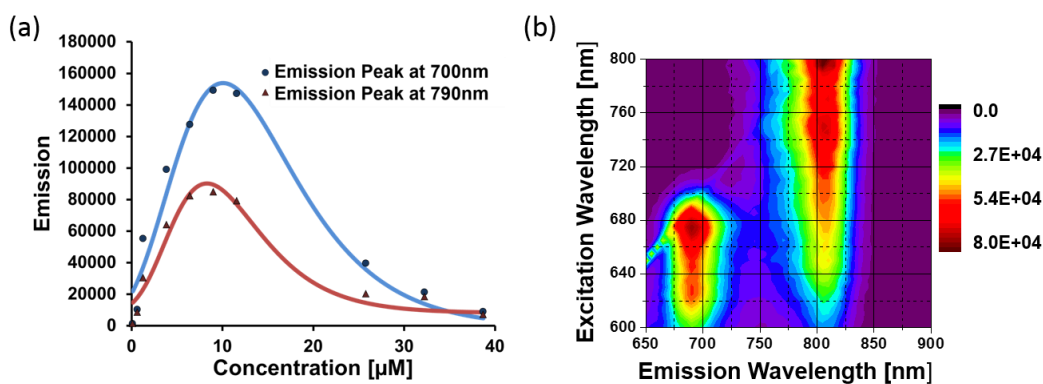 (a)
180000
160000
140000
120000
100000
80000
60000
40000
20000
0
Emission
Emission Peak at 700nm
Emission Peak at 790nm
0 10 20 30 40
Concentration [µM]
(b)
Excitation Wavelength [nm]
800
760
720
680
640
600
650 700 750 800 850 900
Emission Wavelength [nm]
0.0
2.7E+04
5.4E+04
8.0E+04